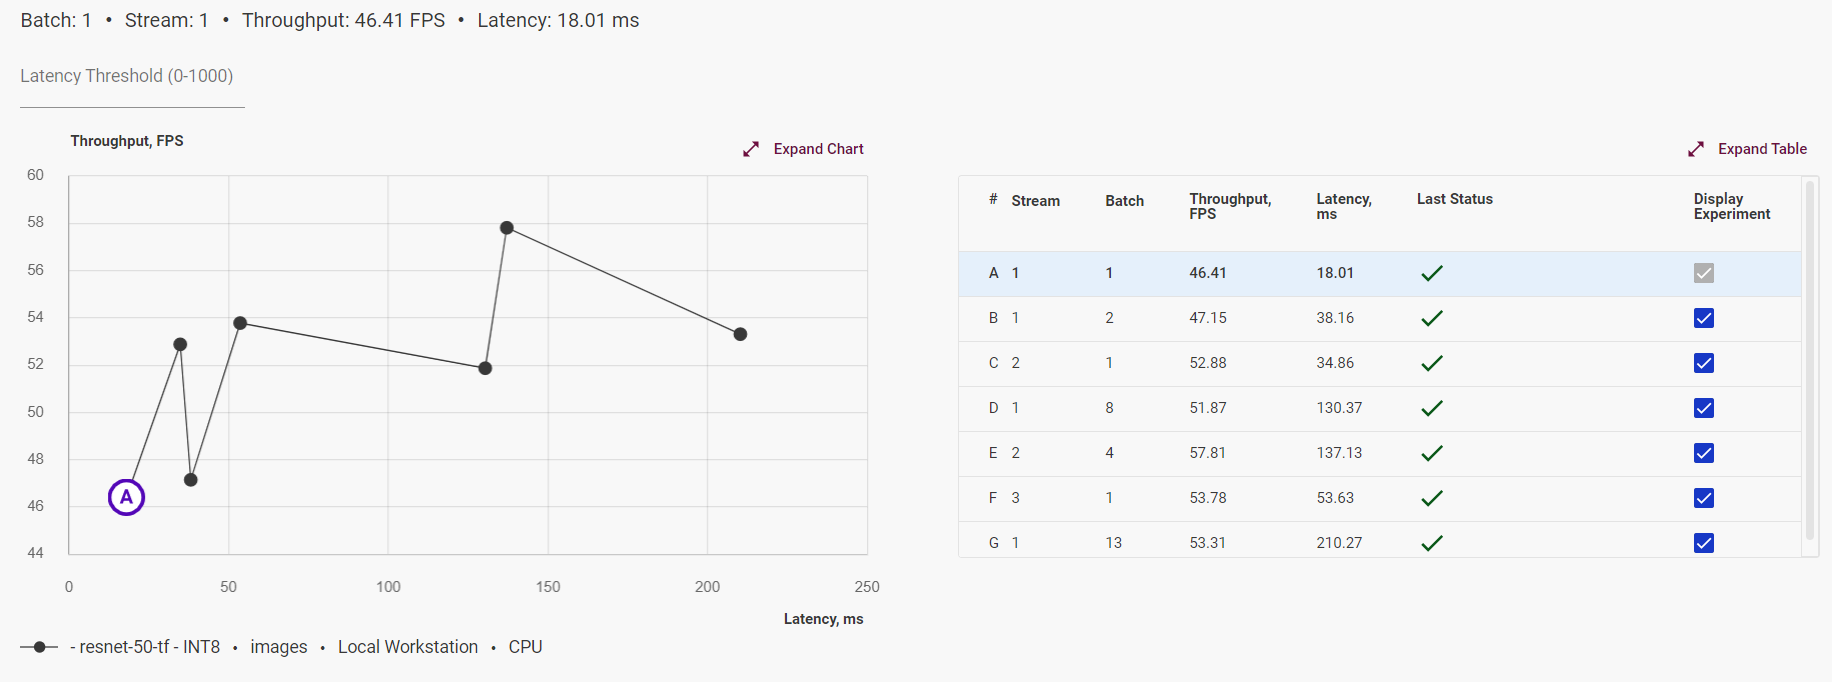 Batch: 1 • Stream: 1 • Throughput: 46.41 FPS • Latency: 18.01 ms
Latency Threshold (0-1000)
Throughput, FPS
Expand Chart
60
58
56
54
52
50
48
46
44
A
0 50 100 150 200 250
Latency, ms
- resnet-50-tf - INT8 • images • Local Workstation • CPU
Expand Table
# Stream Batch Throughput, FPS Latency, ms Last Status Display Experiment
A 1 1 46.41 18.01
B 1 2 47.15 38.16
C 2 1 52.88 34.86
D 1 8 51.87 130.37
E 2 4 57.81 137.13
F 3 1 53.78 53.63
G 1 13 53.31 210.27